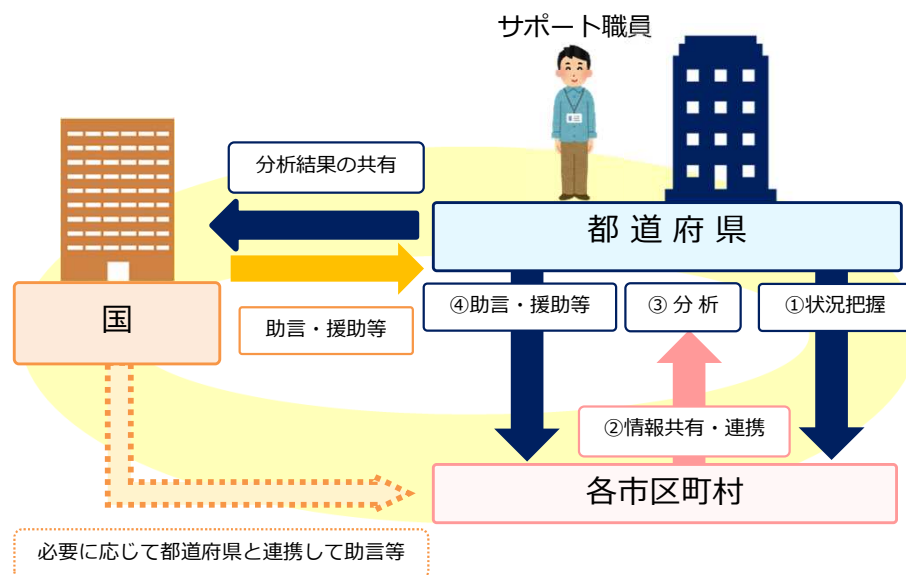 サポート職員
分析結果の共有
都道府県
国
助言・援助等
④助言・援助等
③分析
①状況把握
②情報共有・連携
各市区町村
必要に応じて都道府県と連携して助言等